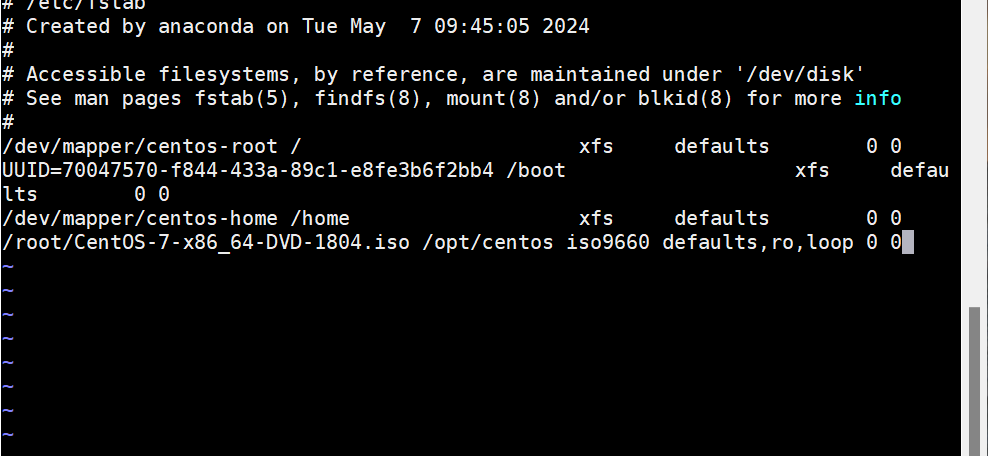 # /etc/fstab
# Created by anaconda on Tue May  7 09:45:05 2024
#
# Accessible filesystems, by reference, are maintained under '/dev/disk'
# See man pages fstab(5), findfs(8), mount(8) and/or blkid(8) for more info
#
/dev/mapper/centos-root /                       xfs     defaults        0 0
UUID=70047570-f844-433a-89c1-e8fe3b6f2bb4 /boot                   xfs     defau
lts        0 0
/dev/mapper/centos-home /home                   xfs     defaults        0 0
/root/CentOS-7-x86_64-DVD-1804.iso /opt/centos iso9660 defaults,ro,loop 0 0
~
~
~
~
~
~
~
~